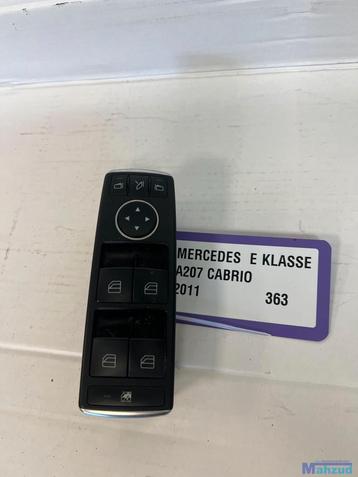 MERCEDES E KLASSE
A207 CABRIO
2011 363
Mahzud